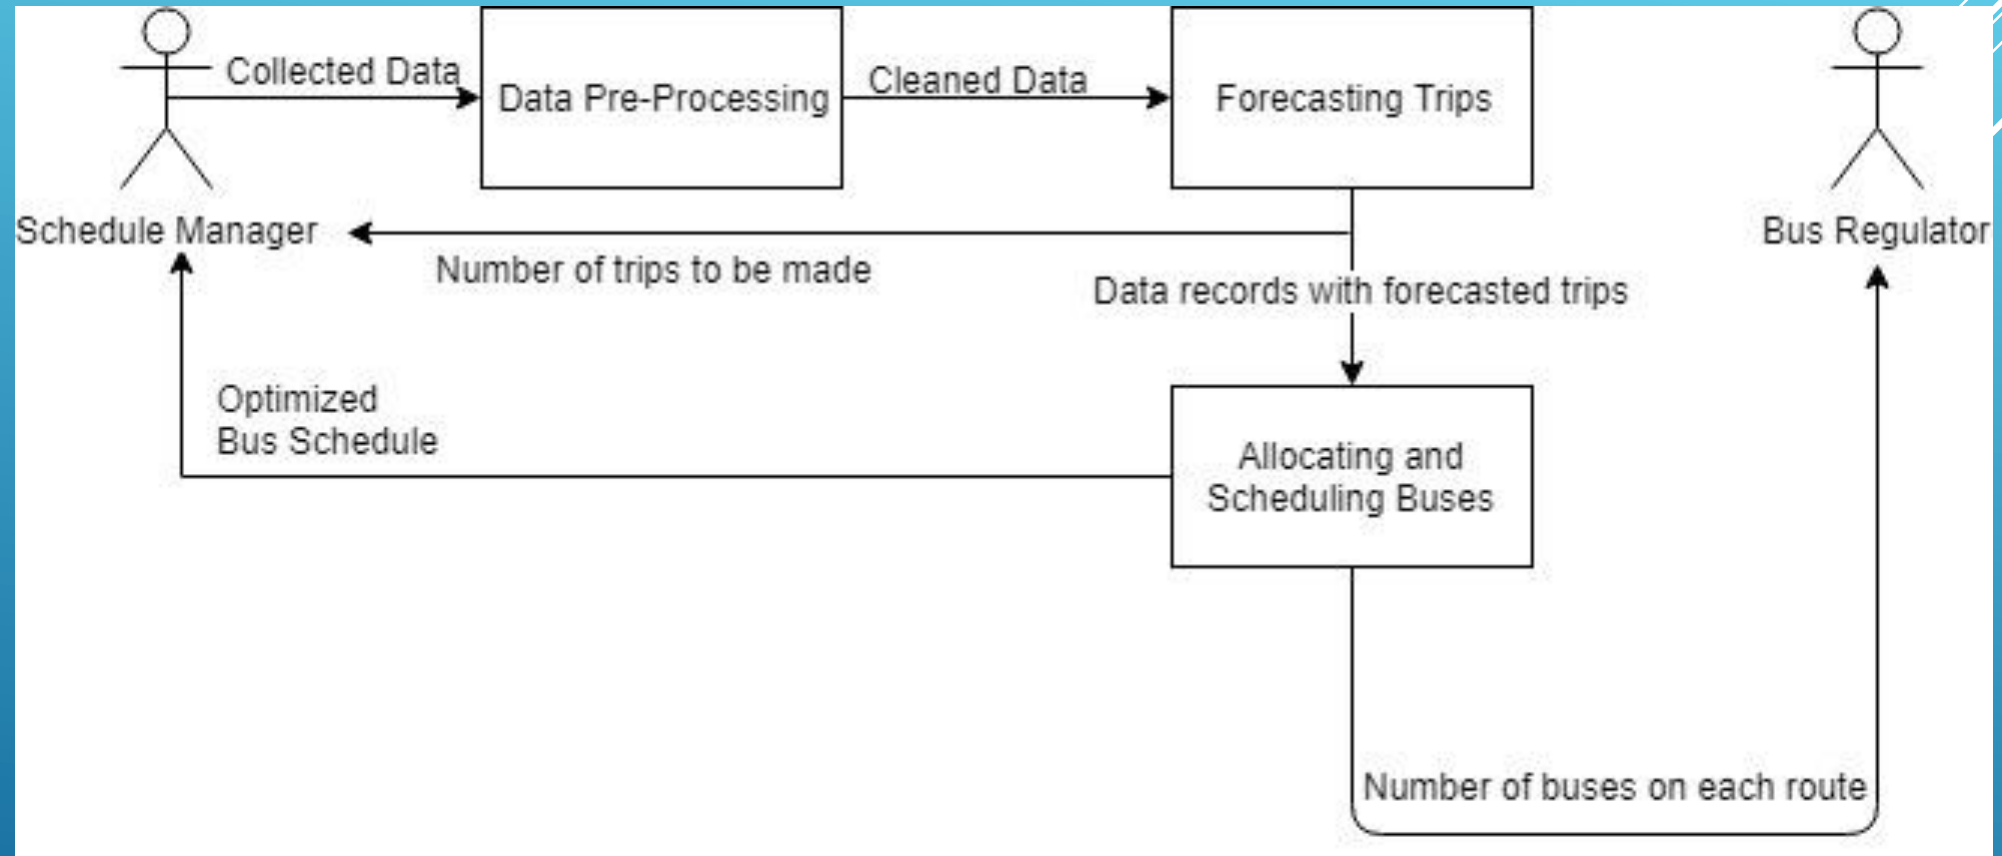 Collected Data
Data Pre-Processing
Cleaned Data
Forecasting Trips
Schedule Manager
Bus Regulator
Number of trips to be made
Data records with forecasted trips
Optimized
Bus Schedule
Allocating and
Scheduling Buses
Number of buses on each route